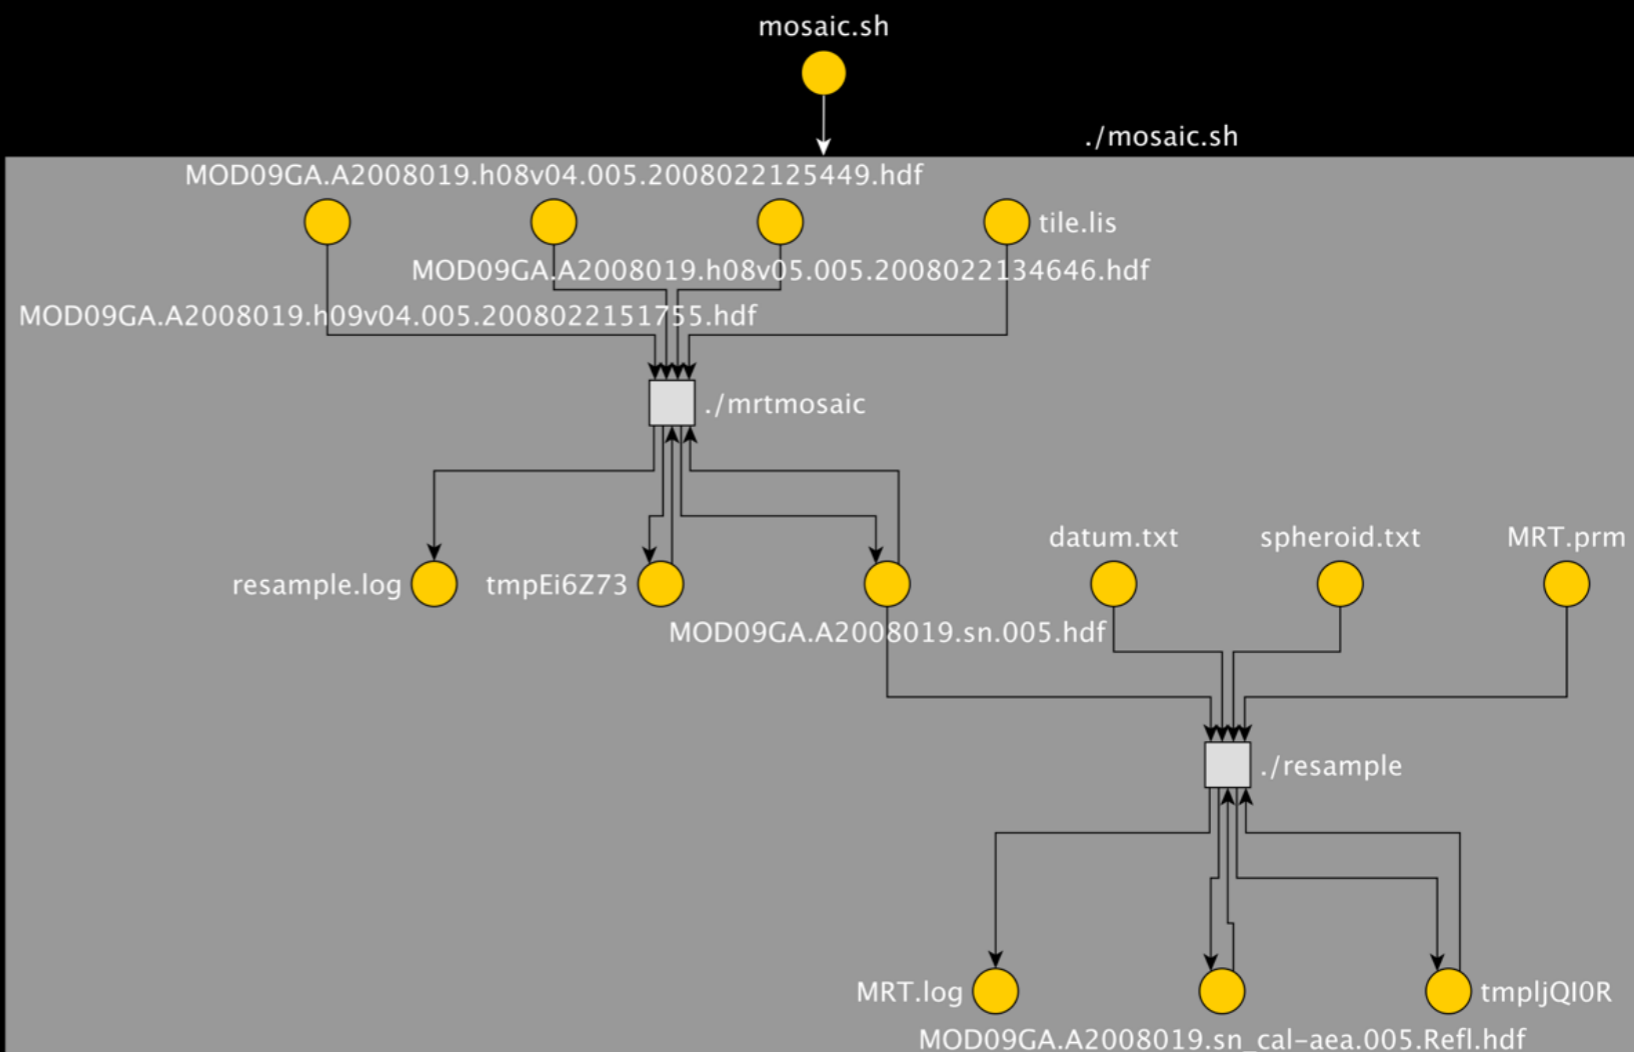 mosaic.sh
./mosaic.sh
MOD09GA.A2008019.h08v04.005.2008022125449.hdf
tile.lis
MOD09GA.A2008019.h08v05.005.2008022134646.hdf
MOD09GA.A2008019.h09v04.005.2008022151755.hdf
./mrtmosaic
datum.txt
spheroid.txt
MRT.prm
resample.log
tmpEi6Z73
MOD09GA.A2008019.sn.005.hdf
./resample
MRT.log
tmpljQI0R
MOD09GA.A2008019.sn_cal-aea.005.Refl.hdf